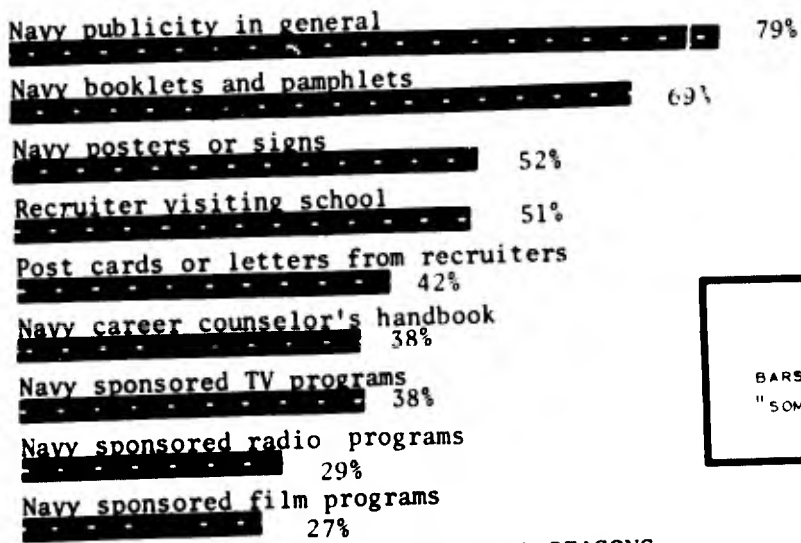 Navy publicity in general
79%
Navy booklets and pamphlets
69%
Navy posters or signs
52%
Recruiter visiting school
51%
Post cards or letters from recruiters
42%
Navy career counselor's handbook
38%
Navy sponsored TV programs
38%
Navy sponsored radio programs
29%
Navy sponsored film programs
27%
BARS
"SOM
REASONS